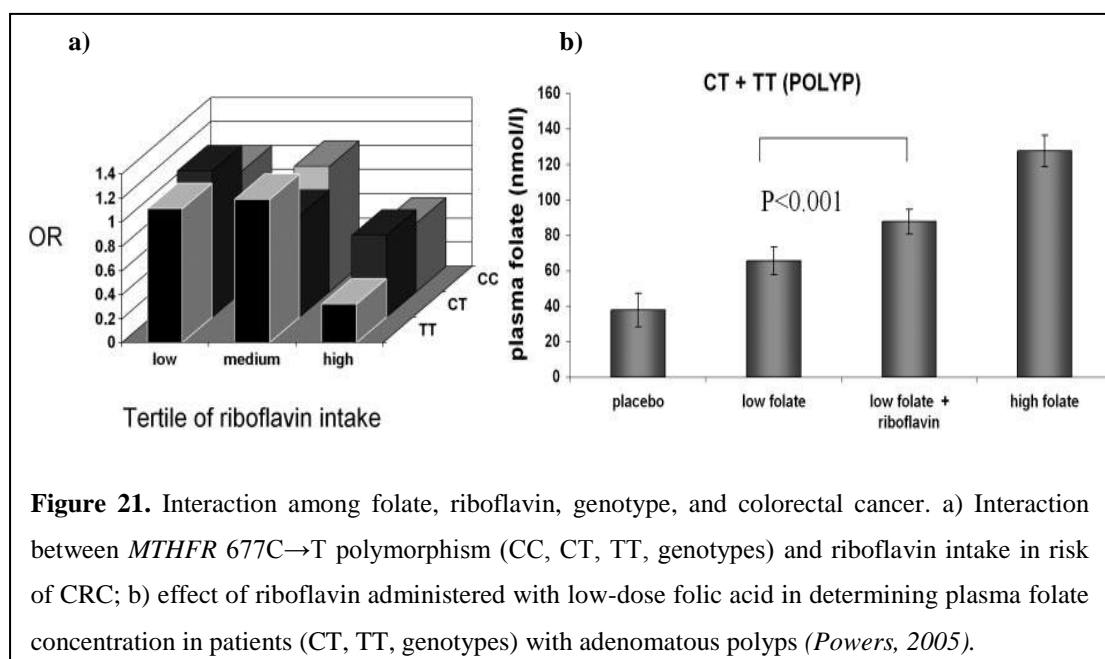 a)
1.4
1.2
1
0.8
0.6
0.4
0.2
0
OR
CC
CT
TT
low medium high
Tertile of riboflavin intake
b)
CT + TT (POLYP)
160
140
120
100
80
60
40
20
0
plasma folate (nmol/l)
P<0.001
placebo low folate low folate + high folate
riboflavin
Figure 21. Interaction among folate, riboflavin, genotype, and colorectal cancer. a) Interaction
between MTHFR 677C→T polymorphism (CC, CT, TT, genotypes) and riboflavin intake in risk
of CRC; b) effect of riboflavin administered with low-dose folic acid in determining plasma folate
concentration in patients (CT, TT, genotypes) with adenomatous polyps (Powers, 2005).